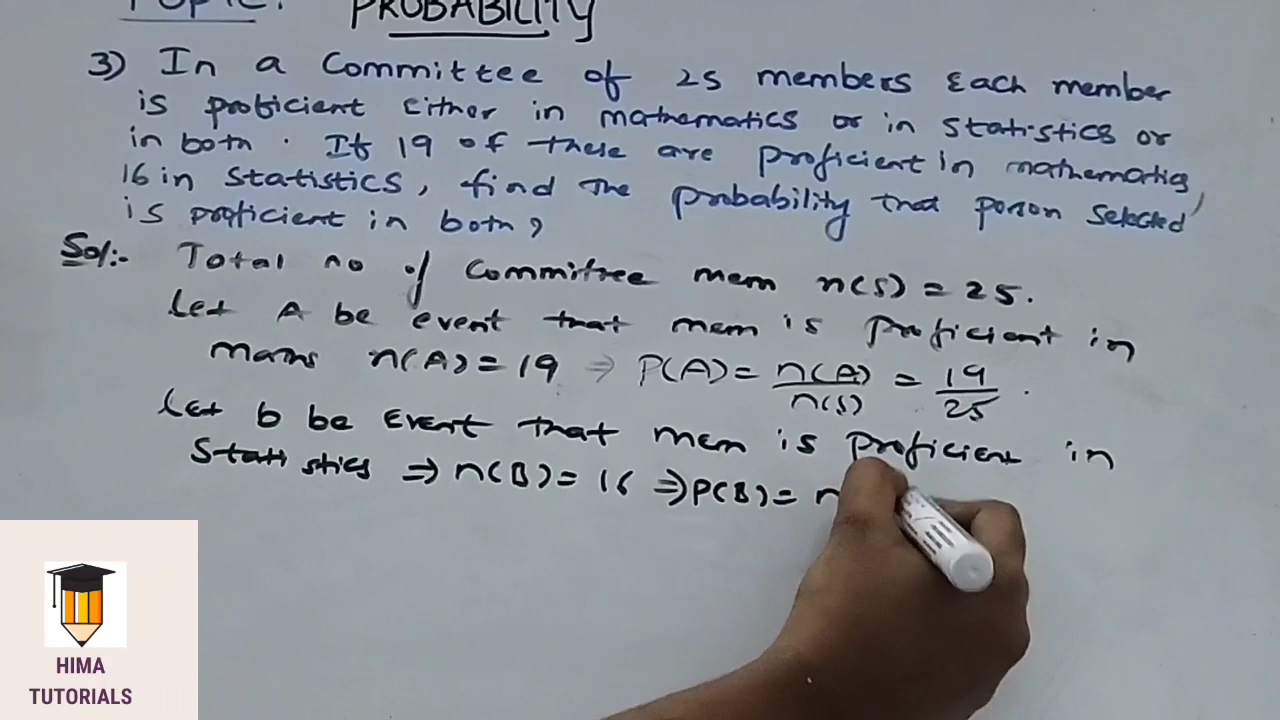 TOPIC: PROBABILITY
3) In a Committee of 25 members Each member
is proficient Either in mathematics or in statistics or
in both. If 19 of these are proficient in mathematics,
16 in statistics, find the probability that person selected
is proficient in both,
Sol:- Total no of Committee mem n(S) = 25.
Let A be event that mem is proficient in
maths n(A) = 19 ⇒ P(A) = n(A)/n(S) = 19/25.
Let b be Event that mem is proficient in
Statistics ⇒ n(B) = 16 ⇒ P(B) = n
HIMA
TUTORIALS